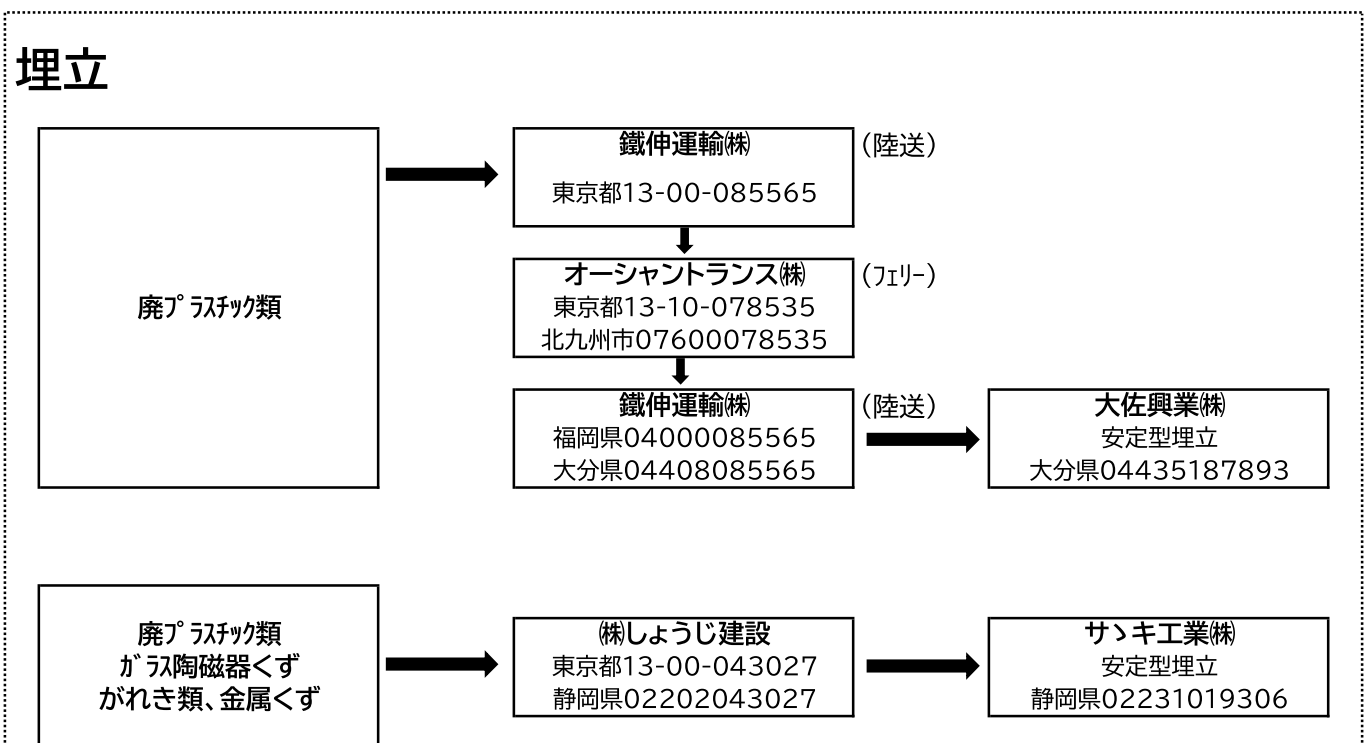 埋立
廃プラスチック類
鐵伸運輸㈱
(陸送)
東京都13-00-085565
オーシャントランス㈱
(フェリー)
東京都13-10-078535
北九州市07600078535
鐵伸運輸㈱
(陸送)
福岡県04000085565
大分県04408085565
大佐興業㈱
安定型埋立
大分県04435187893
廃プラスチック類
ガラス陶磁器くず
がれき類、金属くず
㈱しょうじ建設
東京都13-00-043027
静岡県02202043027
サヽキ工業㈱
安定型埋立
静岡県02231019306